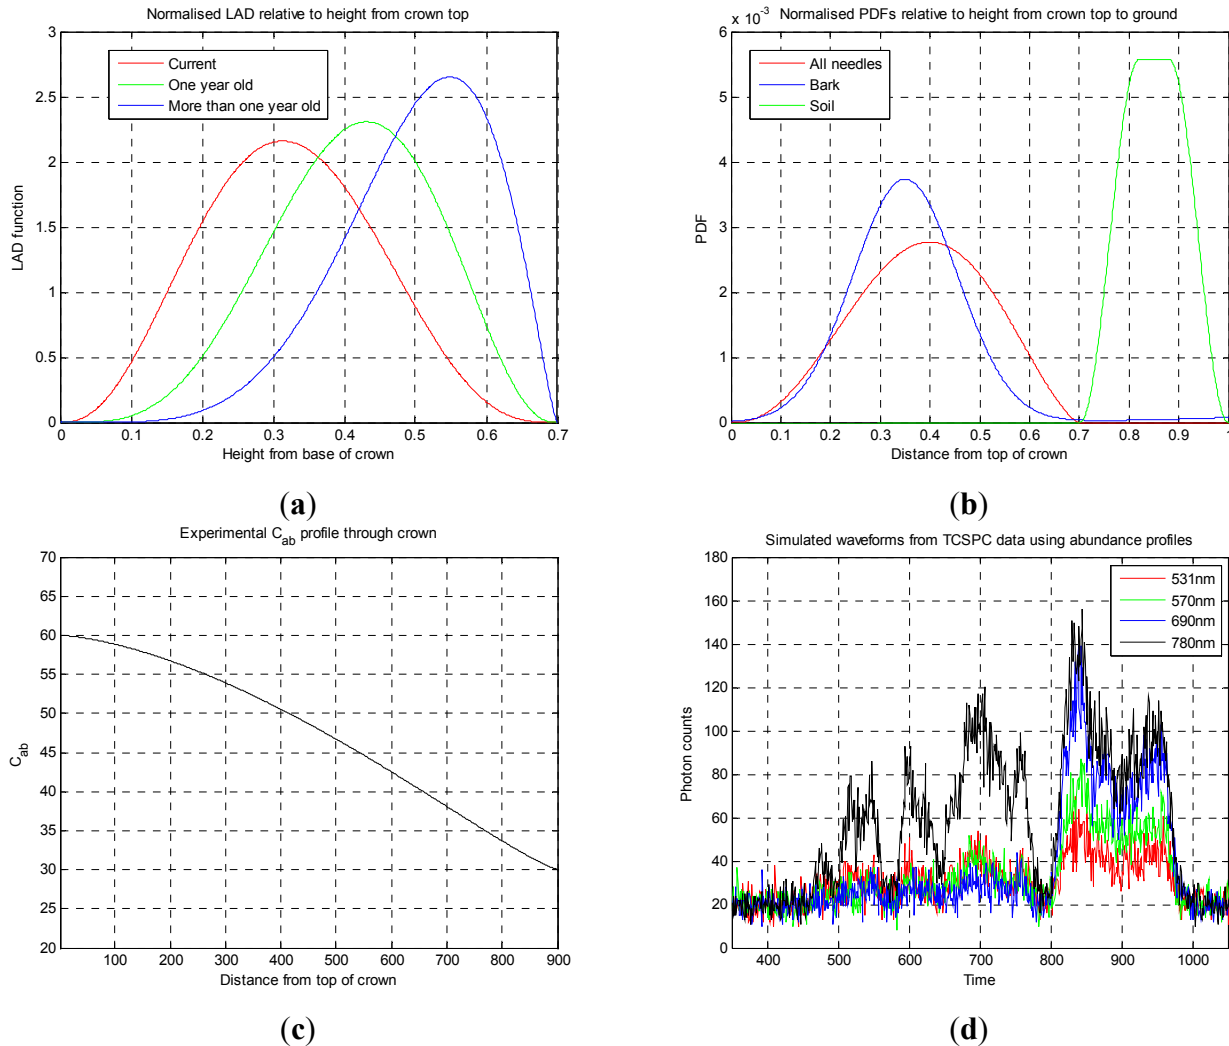 Normalised LAD relative to height from crown top
3
2.5
2
1.5
1
0.5
0
LAD function
Current
One year old
More than one year old
0 0.1 0.2 0.3 0.4 0.5 0.6 0.7
Height from base of crown
(a)
x 10-3
Normalised PDFs relative to height from crown top to ground
6
5
4
3
2
1
0
PDF
All needles
Bark
Soil
0 0.1 0.2 0.3 0.4 0.5 0.6 0.7 0.8 0.9 1
Distance from top of crown
(b)
Experimental Cab profile through crown
70
65
60
55
50
45
40
35
30
25
20
Cab
100 200 300 400 500 600 700 800 900
Distance from top of crown
(c)
Simulated waveforms from TCSPC data using abundance profiles
180
160
140
120
100
80
60
40
20
0
Photon counts
531nm
570nm
690nm
780nm
400 500 600 700 800 900 1000
Time
(d)